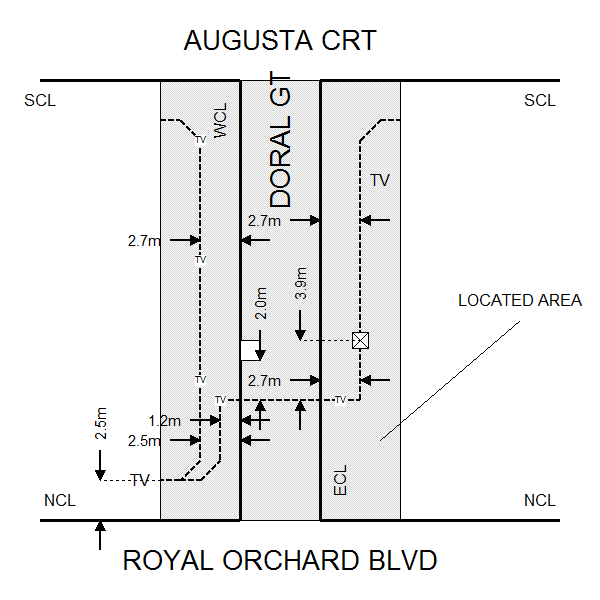 AUGUSTA CRT
SCL
WCL
DORAL GT
SCL
TV
TV
2.7m
2.7m
TV
3.9m
2.0m
LOCATED AREA
TV
2.7m
TV
TV
2.5m
1.2m
2.5m
TV
ECL
NCL
NCL
ROYAL ORCHARD BLVD